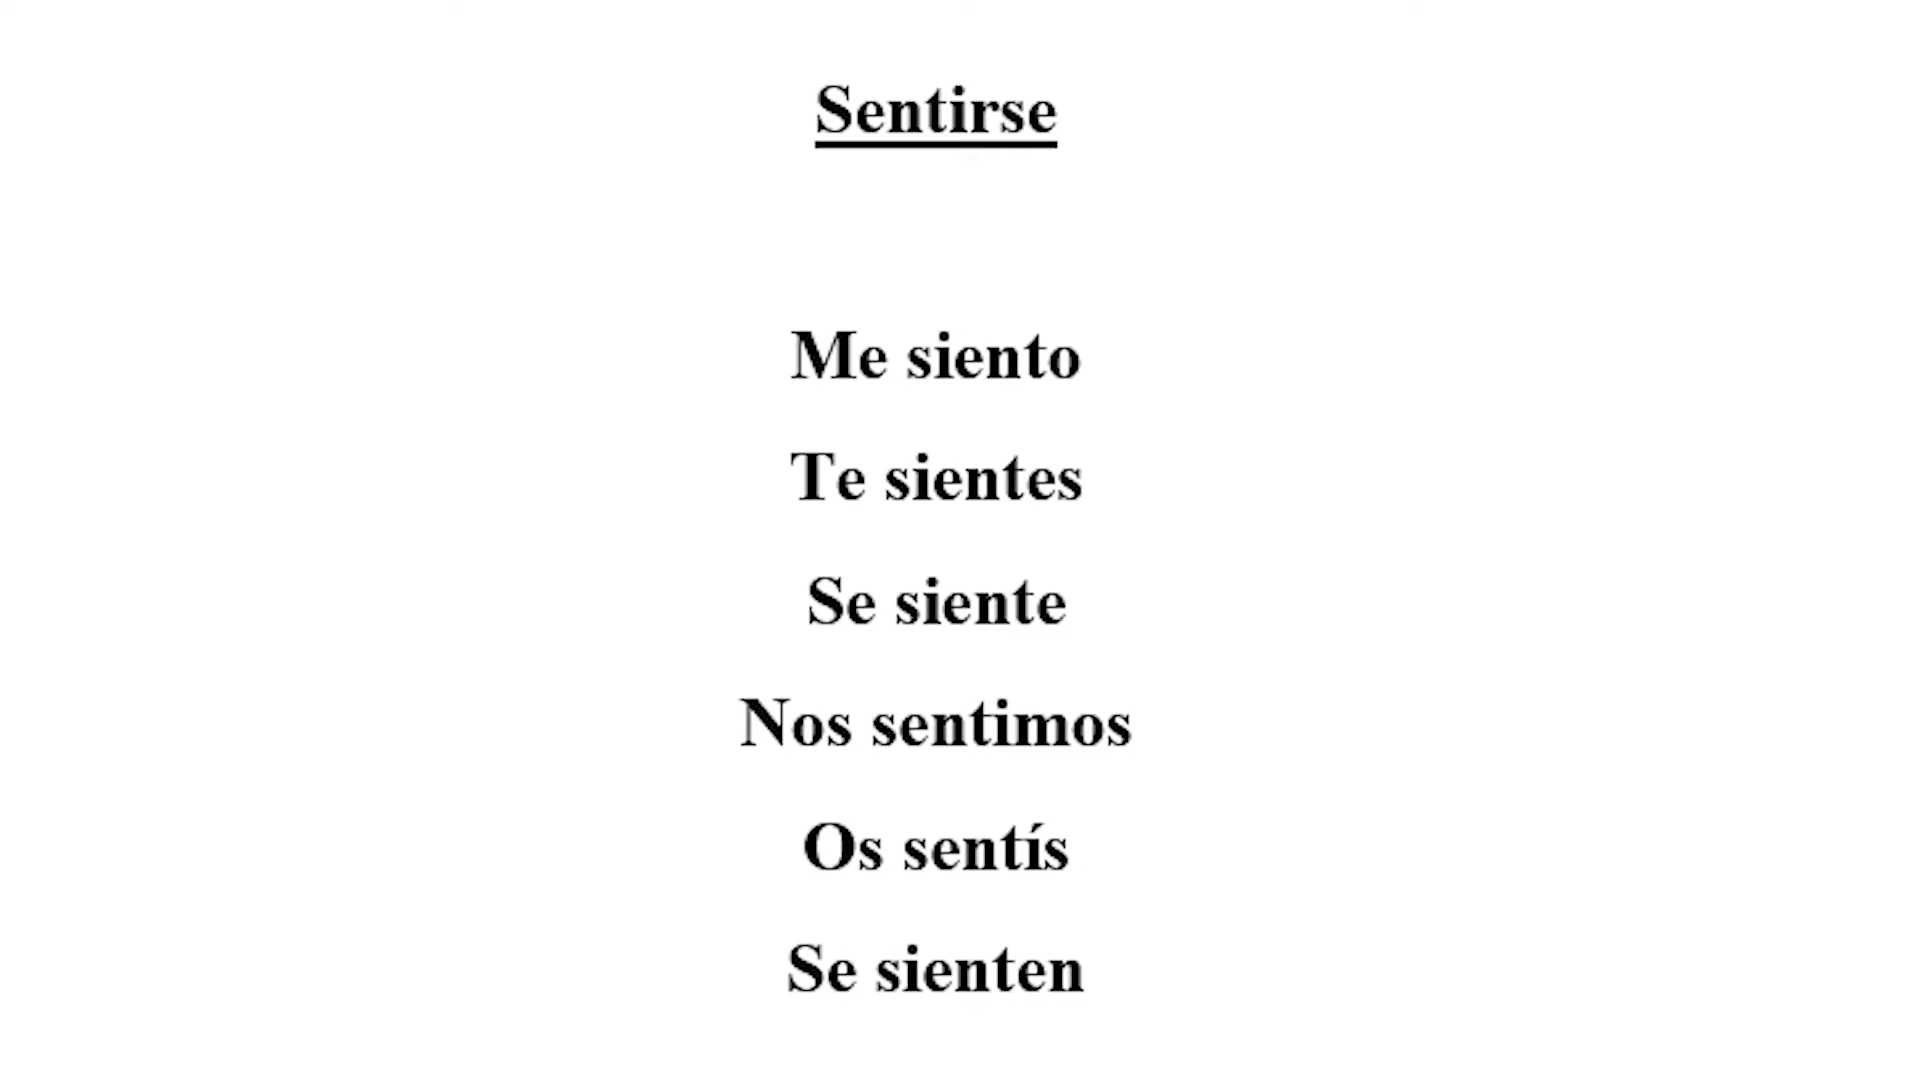 Sentirse
Me siento
Te sientes
Se siente
Nos sentimos
Os sentís
Se sienten